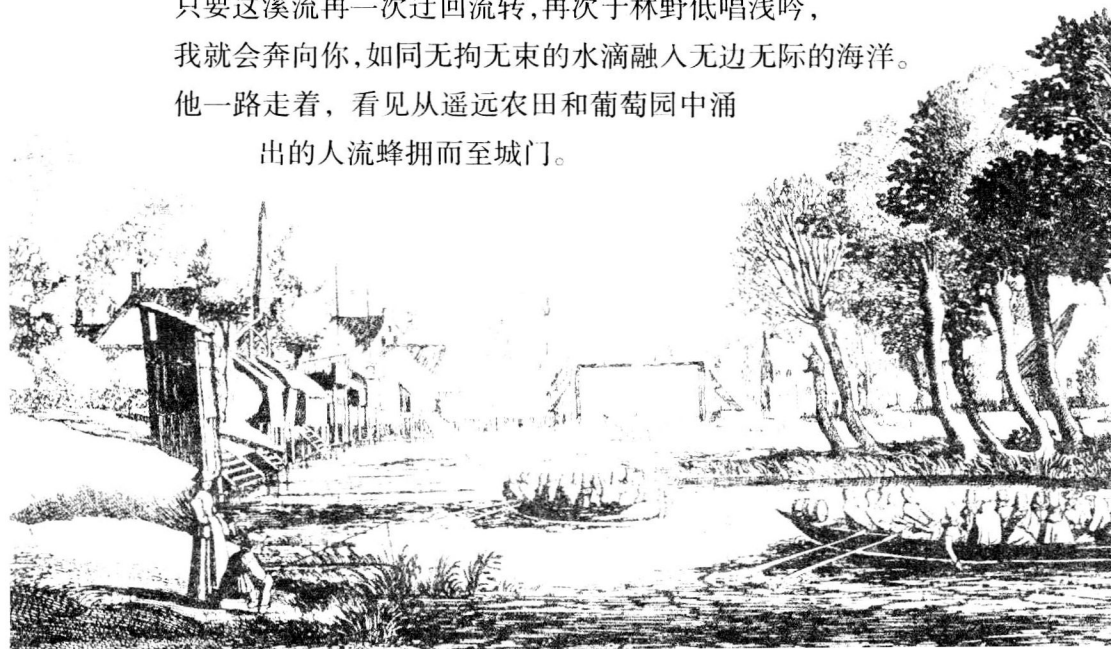 只要这溪流再一次迂回流转,再次于林野低唱浅吟,
我就会奔向你,如同无拘无束的水滴融入无边无际的海洋。
他一路走着，看见从遥远农田和葡萄园中涌
出的人流蜂拥而至城门。